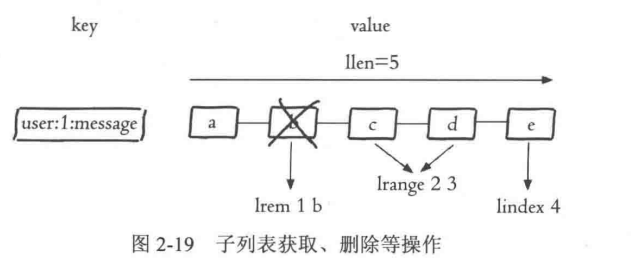 key value
llen=5
user:1:message a b c d e
lrange 2 3
lrem 1 b lindex 4
图 2-19 子列表获取、删除等操作